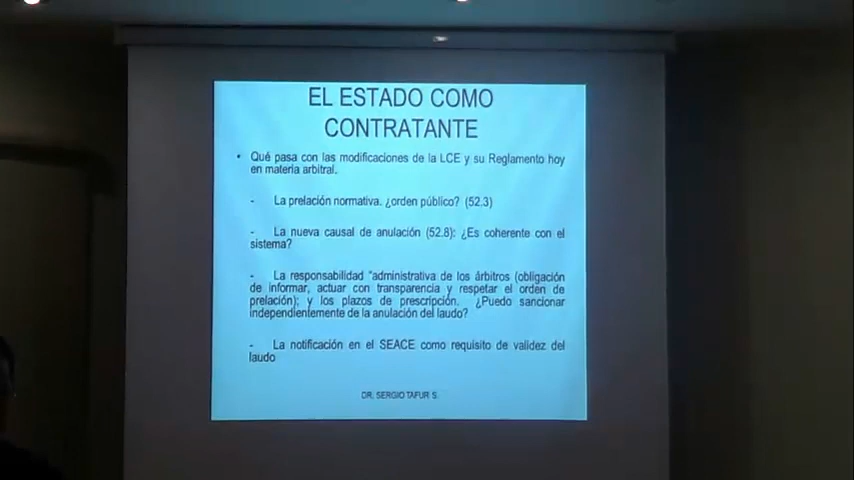 EL ESTADO COMO
CONTRATANTE
• Qué pasa con las modificaciones de la LCE y su Reglamento hoy
en materia arbitral.
- La prelación normativa. ¿orden público? (52.3)
- La nueva causal de anulación (52.8): ¿Es coherente con el
sistema?
- La responsabilidad "administrativa de los árbitros (obligación
de informar, actuar con transparencia y respetar el orden de
prelación); y los plazos de prescripción. ¿Puedo sancionar
independientemente de la anulación del laudo?
- La notificación en el SEACE como requisito de validez del
laudo
DR. SERGIO TAFUR S.